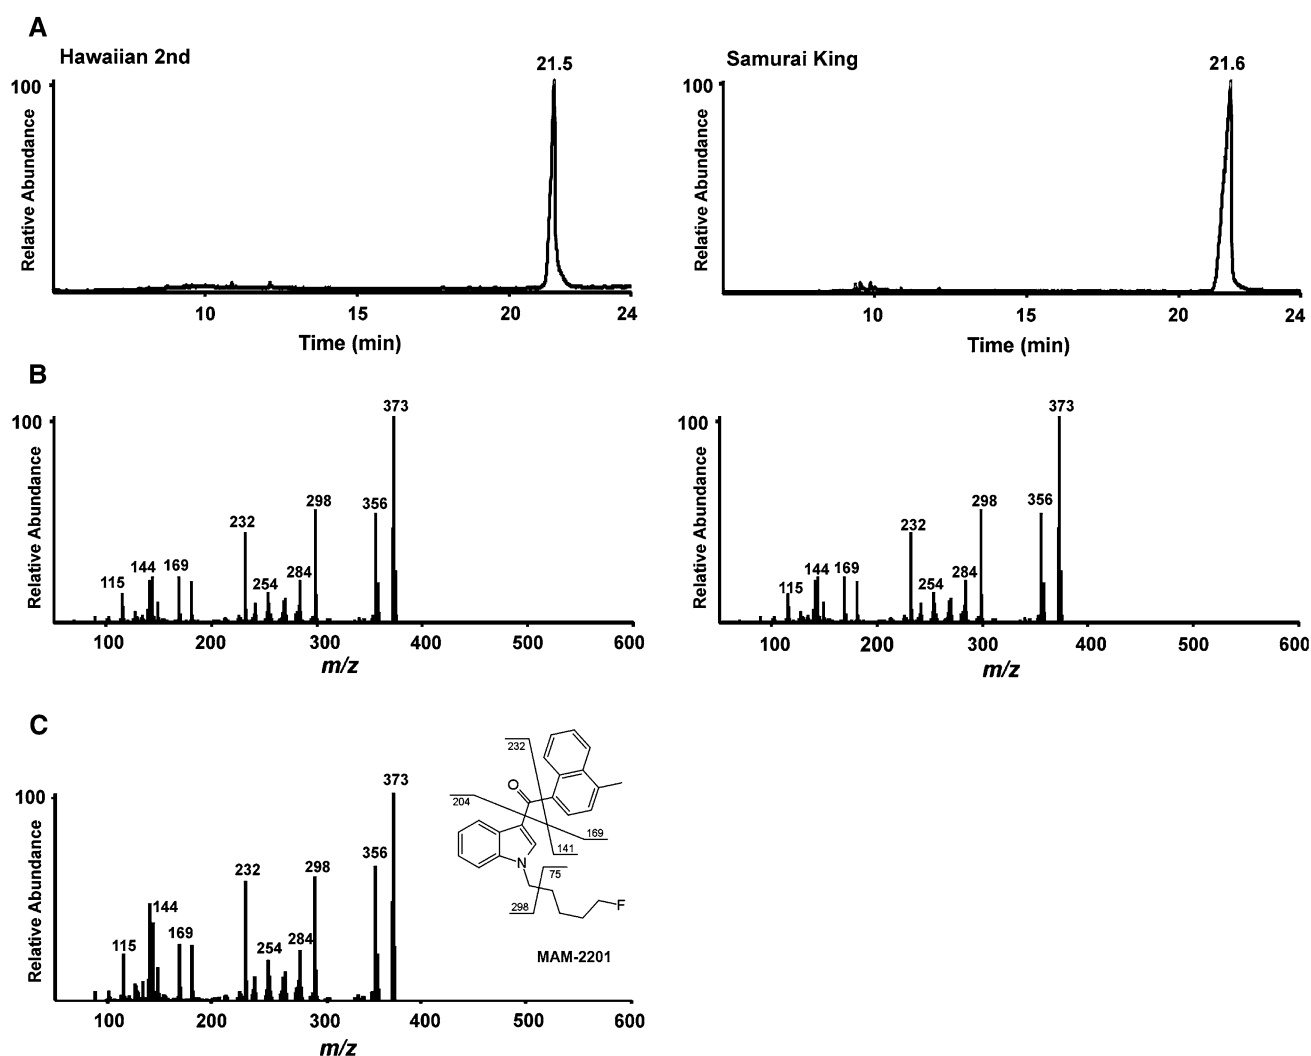 A
Hawaiian 2nd
21.5
100
Relative Abundance
10 15 20 24
Time (min)
Samurai King
21.6
100
Relative Abundance
10 15 20 24
Time (min)
B
373
100
298
356
232
144 169 284
115 254
Relative Abundance
100 200 300 400 500 600
m/z
373
100
298 356
232
144 169 284
115 254
Relative Abundance
100 200 300 400 500 600
m/z
C
373
100
356
232 298
144
115 169 254 284
Relative Abundance
100 200 300 400 500 600
m/z
232
O
204
169
141
N
75
298
F
MAM-2201